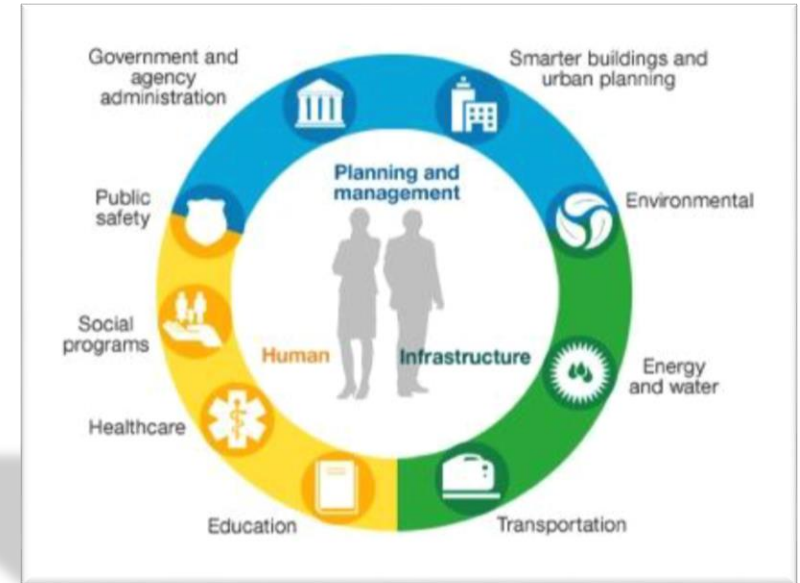 Government and
agency
administration
Smarter buildings and
urban planning
Planning and
management
Public
safety
Environmental
Social
programs
Human
Infrastructure
Energy
and water
Healthcare
Education
Transportation